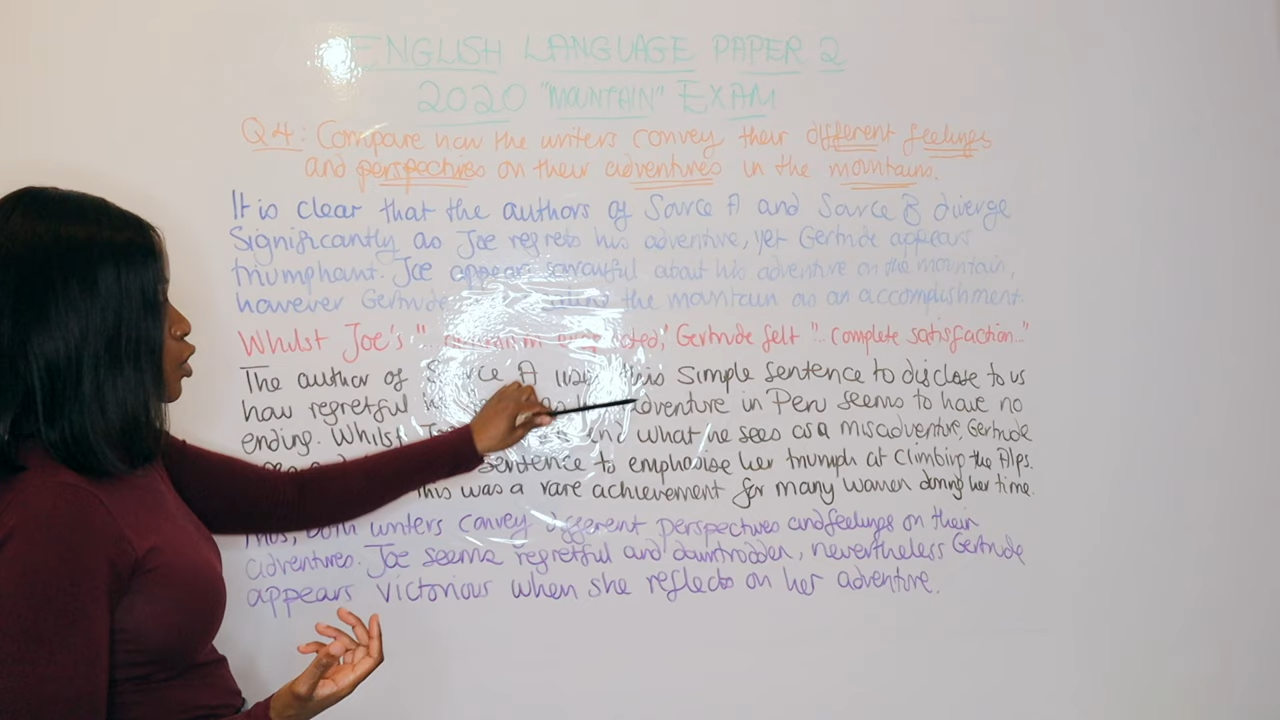 ENGLISH LANGUAGE PAPER 2
2020 "MOUNTAIN" EXAM
Q4: Compare how the writers convey their different feelings
and perspectives on their adventures in the mountains.
It is clear that the authors of Source A and Source B diverge
Significantly as Joe regrets his adventure, yet Gertrude appears
triumphant. Joe appears sorrowful about his adventure on the mountain,
however Gertrude the mountain as an accomplishment.
Whilst Joe's ".. Gertrude felt "... complete satisfaction..."
The author of Source A uses this simple sentence to disclose to us
how regretful adventure in Peru seems to have no
ending. Whilst and what he sees as a misadventure, Gertrude
sentence to emphasise her triumph at climbing the Alps.
this was a rare achievement for many women during her time.
Thus, both writers convey different perspectives and feelings on their
adventures. Joe seems regretful and downtrodden, nevertheless Gertrude
appears victorious when she reflects on her adventure.